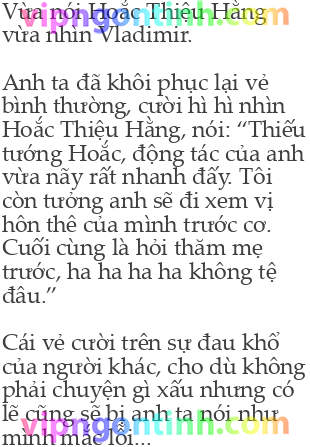 Vừa nói Hoắc Thiệu Hằng
vừa nhìn Vladimir.
Anh ta đã khôi phục lại vẻ
bình thường, cười hì hì nhìn
Hoắc Thiệu Hằng, nói: “Thiếu
tướng Hoắc, động tác của anh
vừa nãy rất nhanh đấy. Tôi
còn tưởng anh sẽ đi xem vị
hôn thê của mình trước cơ.
Cuối cùng là hỏi thăm mẹ
trước, ha ha ha ha không tệ
đâu.”
Cái vẻ cười trên sự đau khổ
của người khác, cho dù không
phải chuyện gì xấu nhưng có
lẽ cũng sẽ bị anh ta nói như
mình mắc lỗi...
vipngontinh.com
vipngontinh.com